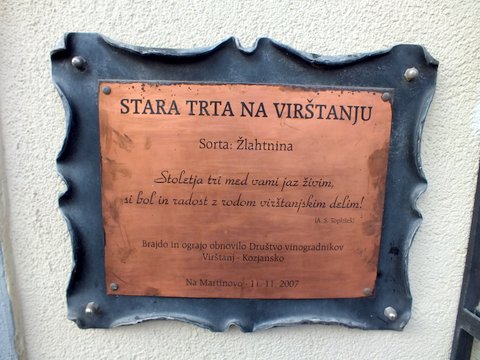 STARA TRTA NA VIRŠTANJU
Sorta: Žlahtnina
Stoletja tri med vami jaz živim,
si bol in radost z rodom virštanjskim delim!
(A. S. Toplišek)
Brajdo in ograjo obnovilo Društvo vinogradnikov
Virštanj - Kozjansko
Na Martinovo - 11. 11. 2007